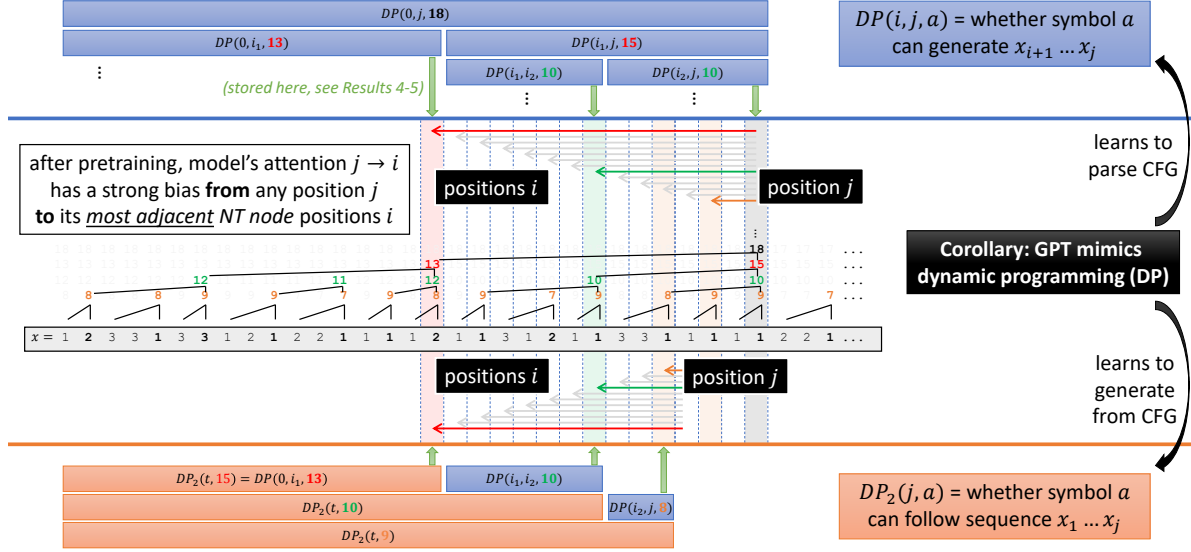 DP(0, j, 18)
DP(0, i₁, 13)
DP(i₁, j, 15)
DP(i₁, i₂, 10)
DP(i₂, j, 10)
⋮
(stored here, see Results 4-5)
⋮
⋮
DP(i, j, a) = whether symbol a
can generate xᵢ₊₁ … xⱼ
learns to
parse CFG
after pretraining, model's attention j → i
has a strong bias from any position j
to its most adjacent NT node positions i
positions i
position j
⋮
18
13
15
12
11
12
10
10
8
8
9
9
7
9
8
9
7
9
8
9
9
7
...
...
...
...
Corollary: GPT mimics
dynamic programming (DP)
x = 1 2 3 3 1 3 3 1 2 1 2 2 1 1 1 1 2 1 1 3 1 2 1 1 3 3 1 1 1 1 1 1 2 2 1 ...
positions i
position j
learns to
generate
from CFG
DP₂(t, 15) = DP(0, i₁, 13)
DP(i₁, i₂, 10)
DP₂(t, 10)
DP(i₂, j, 8)
DP₂(t, 9)
DP₂(j, a) = whether symbol a
can follow sequence x₁ … xⱼ